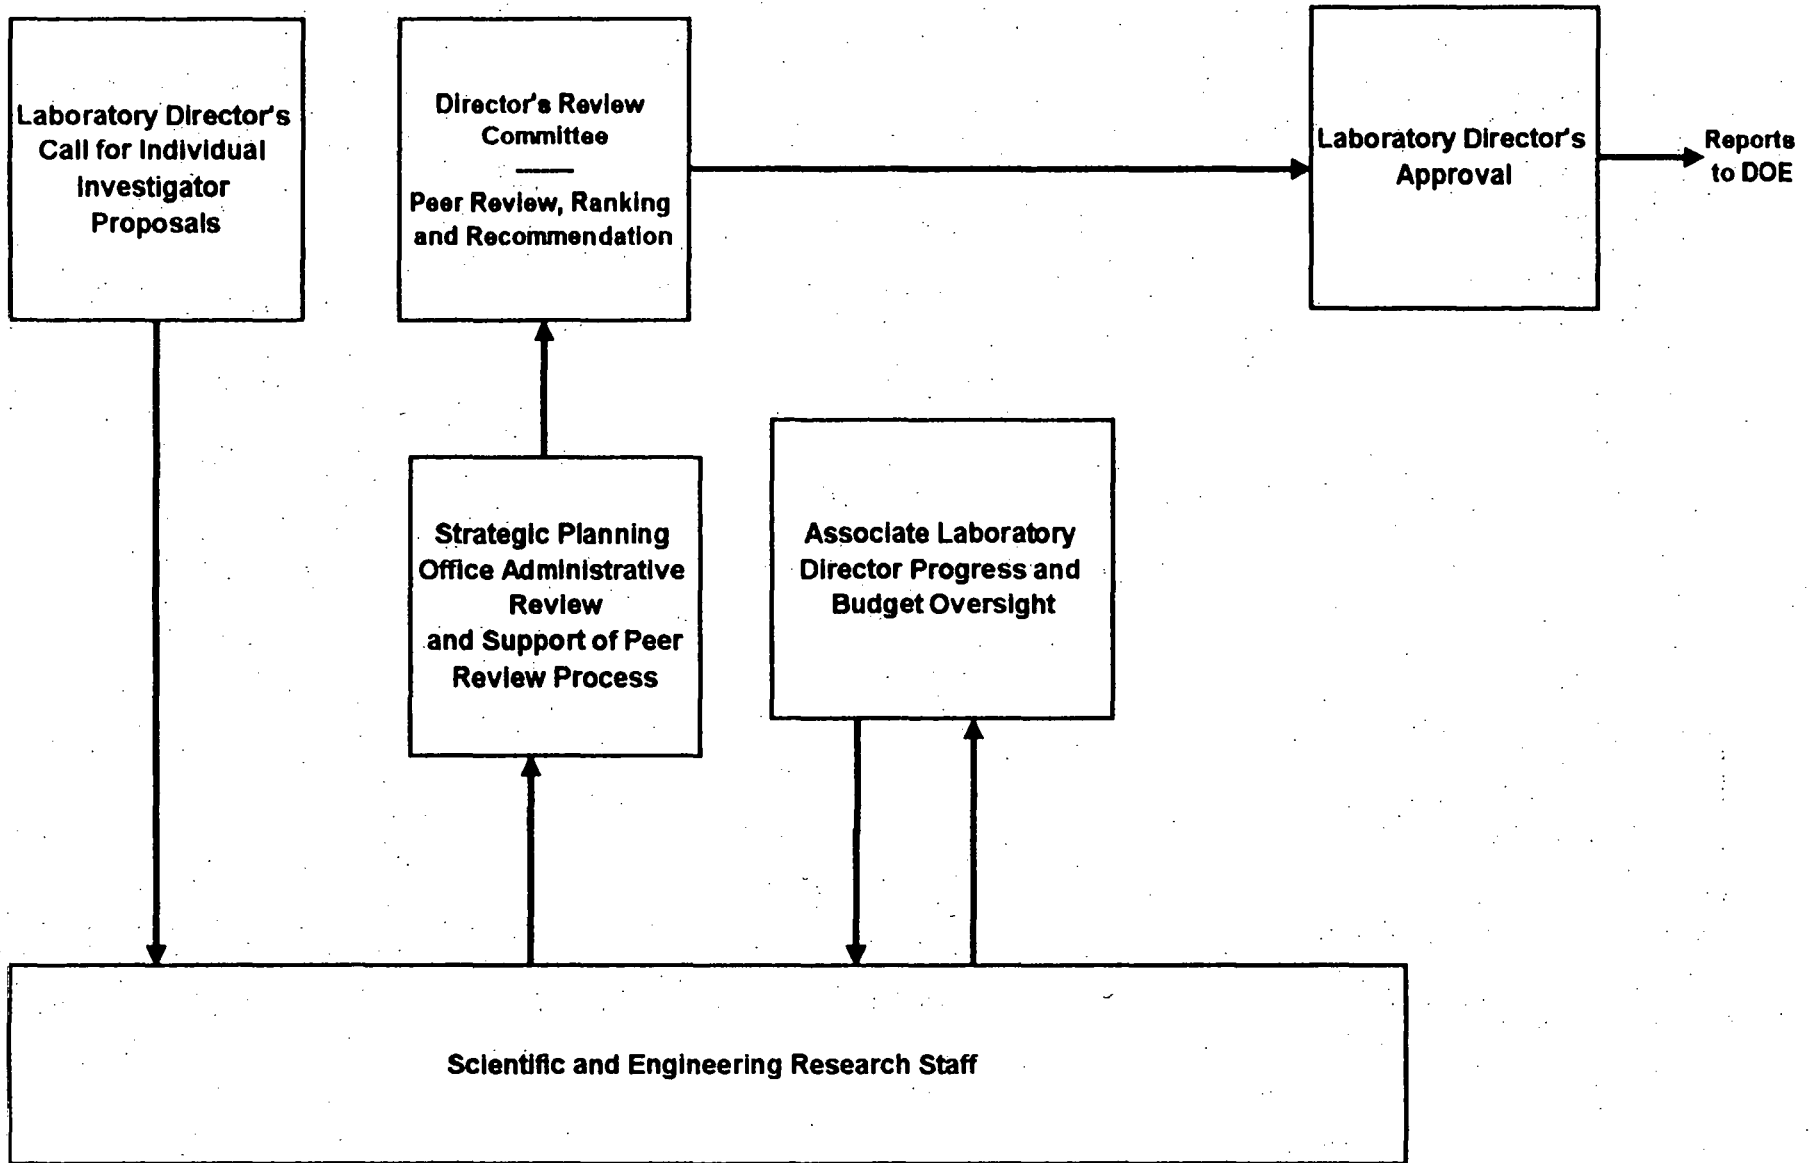 Laboratory Director's
Call for Individual
Investigator
Proposals
Director's Review
Committee
Peer Review, Ranking
and Recommendation
Laboratory Director's
Approval
Reports
to DOE
Strategic Planning
Office Administrative
Review
and Support of Peer
Review Process
Associate Laboratory
Director Progress and
Budget Oversight
Scientific and Engineering Research Staff